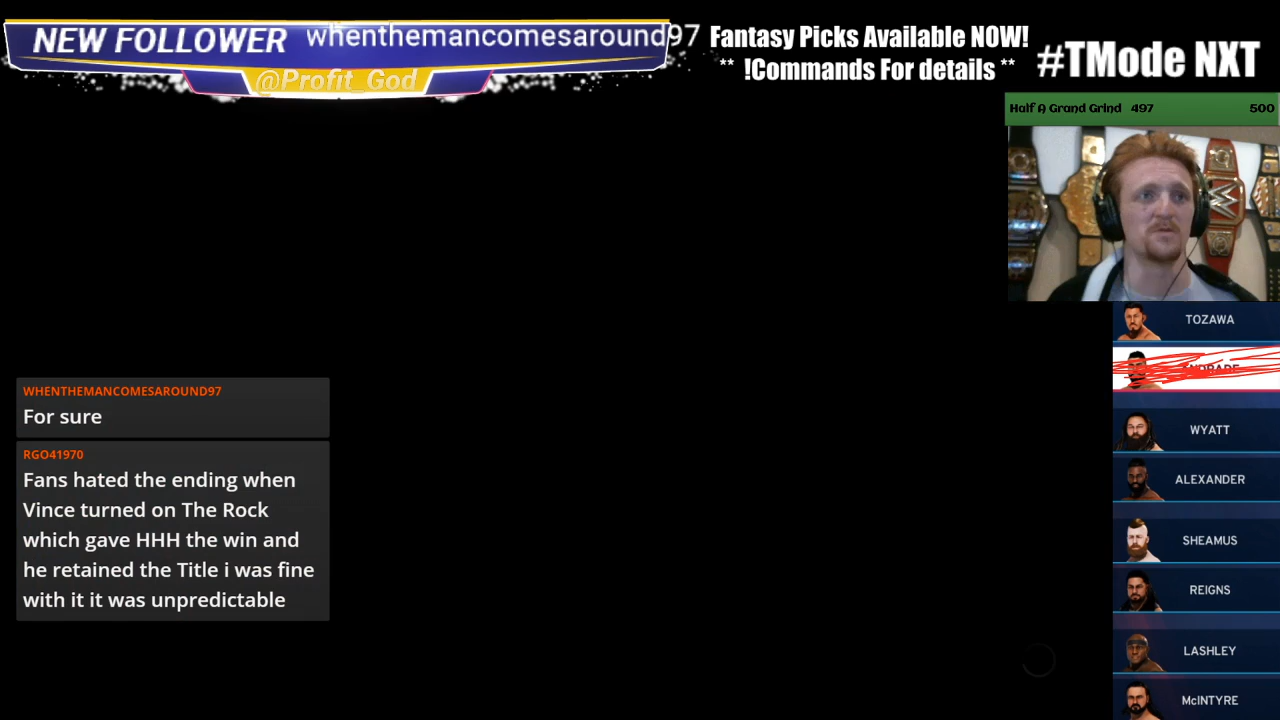 NEW FOLLOWER whenthemancomesaround97
@Profit_God
Fantasy Picks Available NOW!
** !Commands For details **
#TMode NXT
Half A Grand Grind 497 500
TOZAWA
WYATT
ALEXANDER
SHEAMUS
REIGNS
LASHLEY
McINTYRE
WHENTHEMANCOMESAROUND97
For sure
RGO41970
Fans hated the ending when
Vince turned on The Rock
which gave HHH the win and
he retained the Title i was fine
with it it was unpredictable